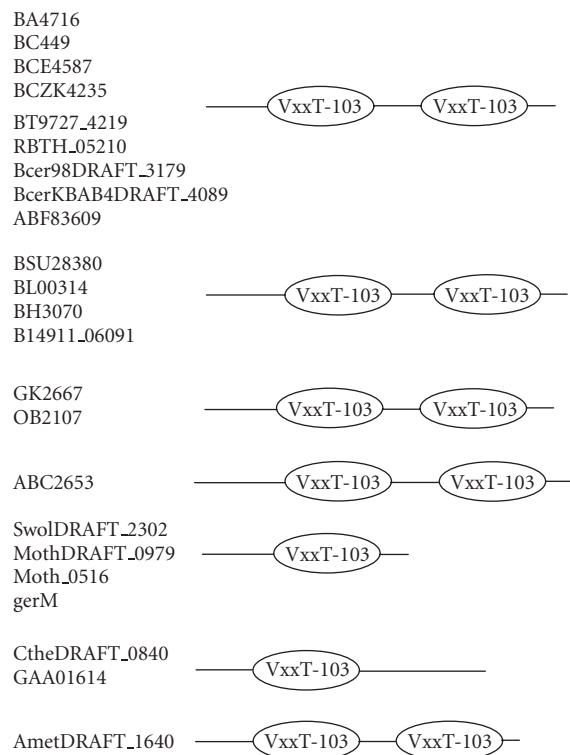 BA4716
BC449
BCE4587
BCZK4235
VxxT-103 VxxT-103
BT9727_4219
RBTH_05210
Bcer98DRAFT_3179
BcerKBAB4DRAFT_4089
ABF83609
BSU28380
BL00314
VxxT-103 VxxT-103
BH3070
B14911_06091
GK2667
VxxT-103 VxxT-103
OB2107
ABC2653 VxxT-103 VxxT-103
SwolDRAFT_2302
MothDRAFT_0979 VxxT-103
Moth_0516
gerM
CtheDRAFT_0840
VxxT-103
GAA01614
AmetDRAFT_1640 VxxT-103 VxxT-103